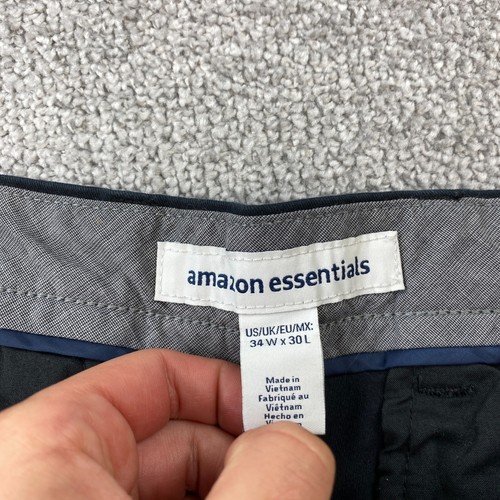 amazon essentials
US/UK/EU/MX:
34 W x 30 L
Made in
Vietnam
Fabriqué au
Viêtnam
Hecho en